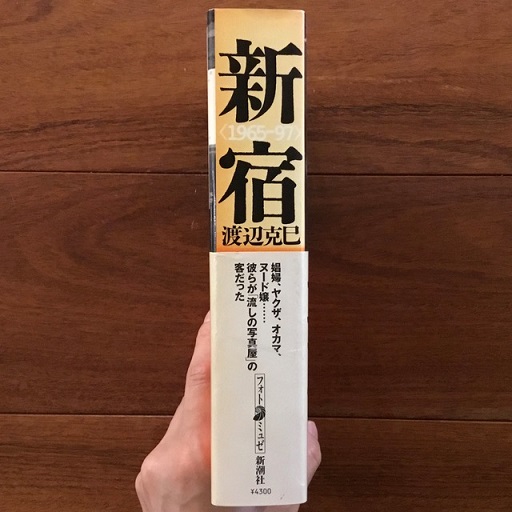 新宿
〈1965-97〉
渡辺克巳
娼婦、ヤクザ、オカマ、
ヌード嬢……
彼らが「流しの写真屋」の
客だった
フォト
ミュゼ
新潮社
¥4300